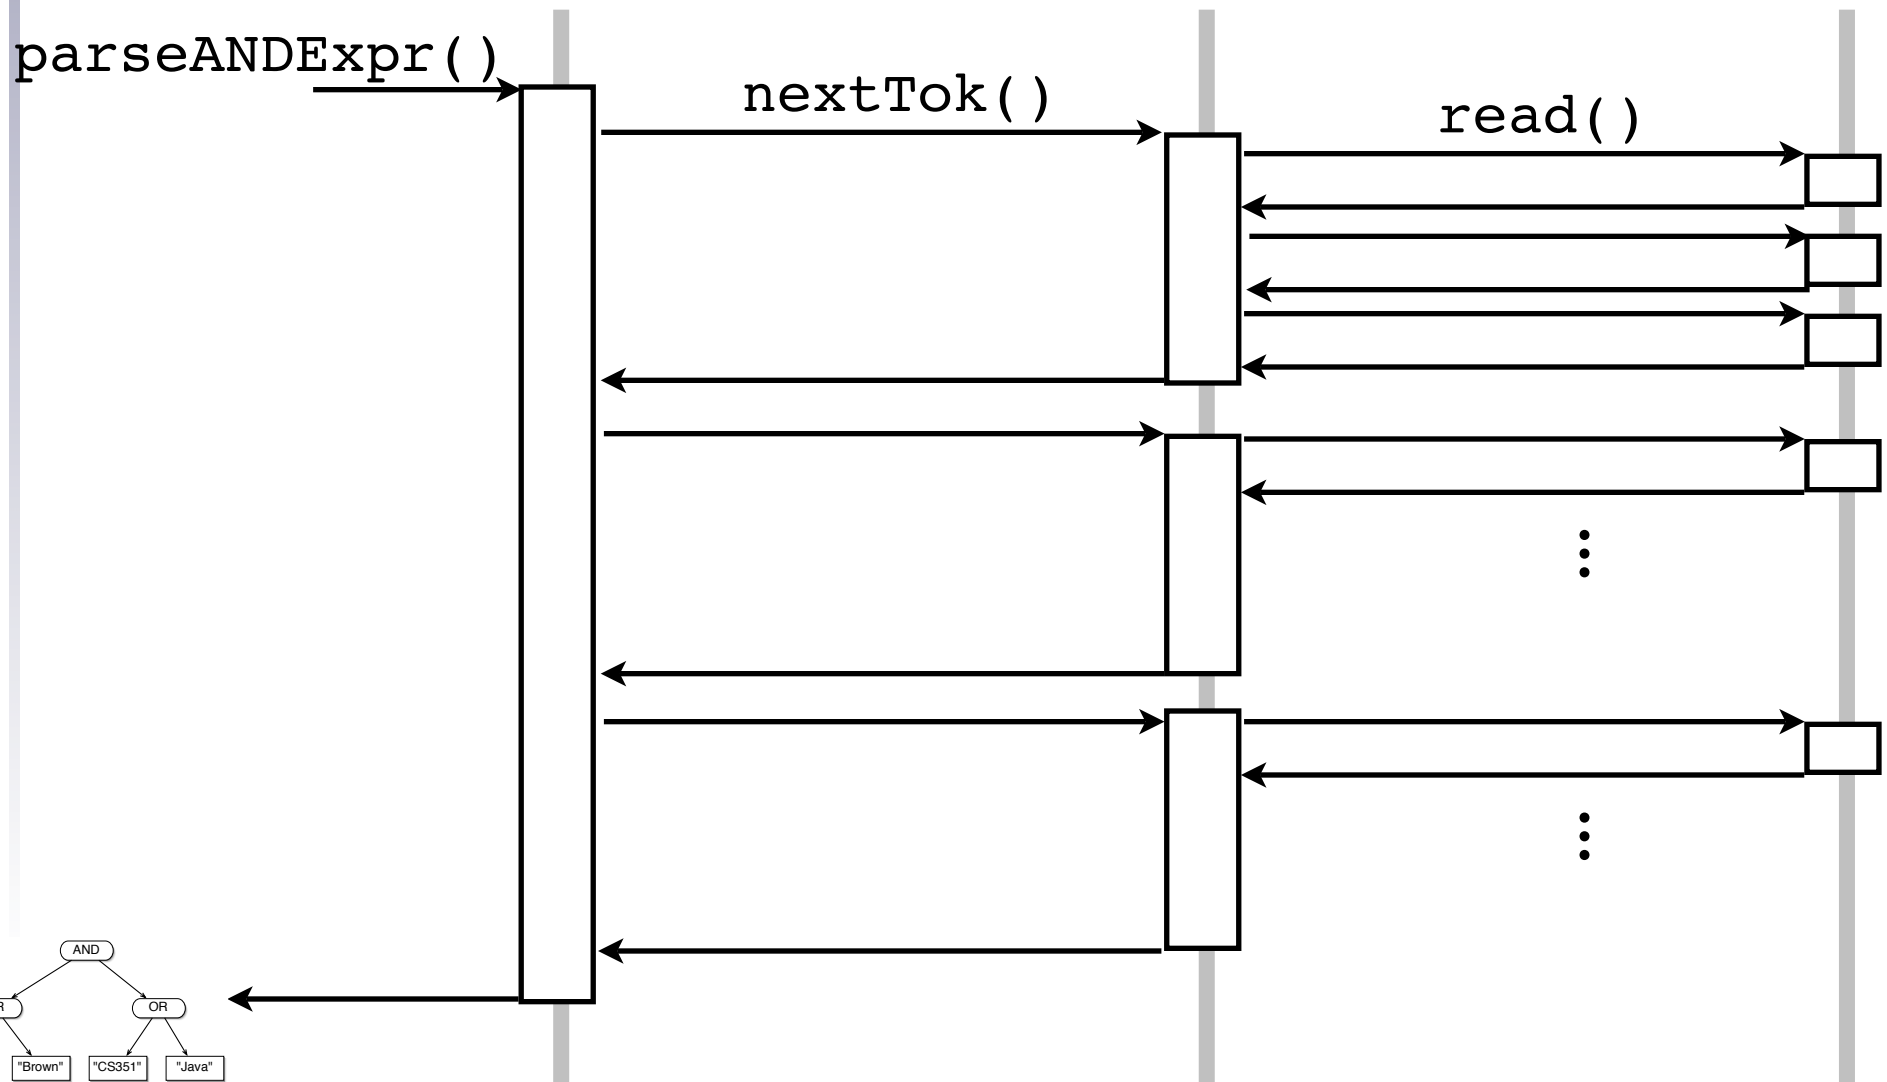 parseANDExpr()
nextTok()
read()
AND
R
OR
"Brown"
"CS351"
"Java"